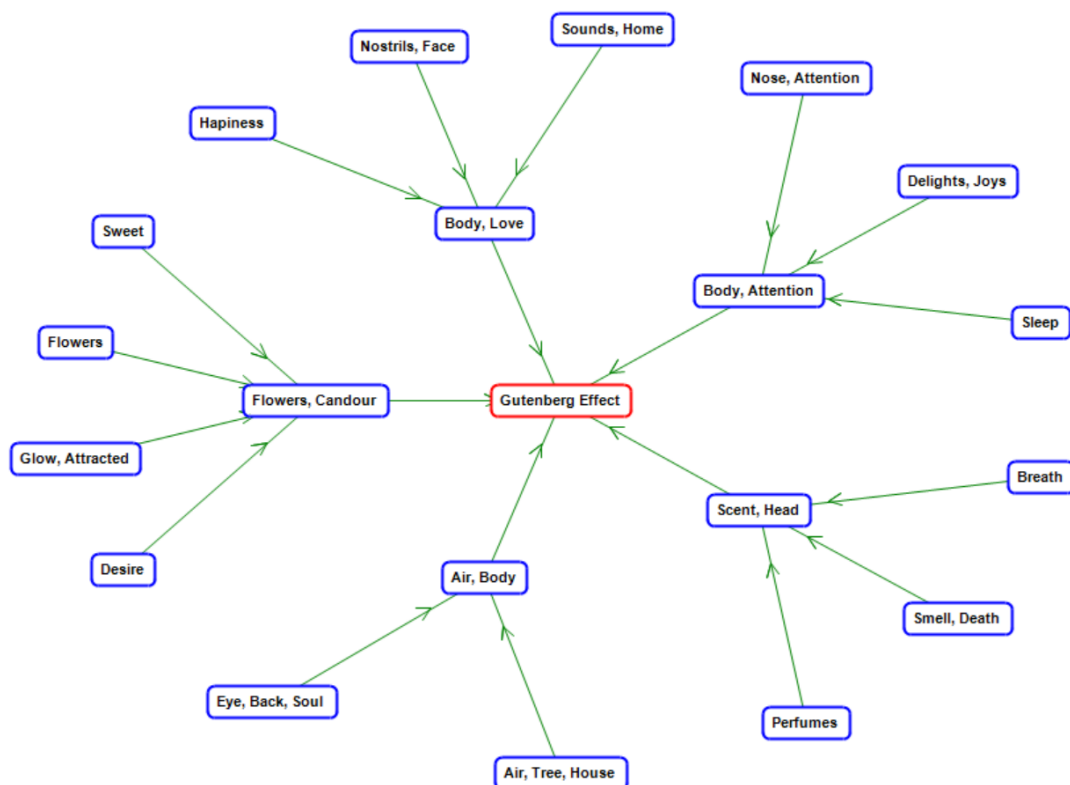 Sounds, Home
Nostrils, Face
Nose, Attention
Hapiness
Delights, Joys
Body, Love
Sweet
Body, Attention
Sleep
Flowers
Flowers, Candour
Gutenberg Effect
Glow, Attracted
Breath
Scent, Head
Desire
Air, Body
Smell, Death
Eye, Back, Soul
Perfumes
Air, Tree, House